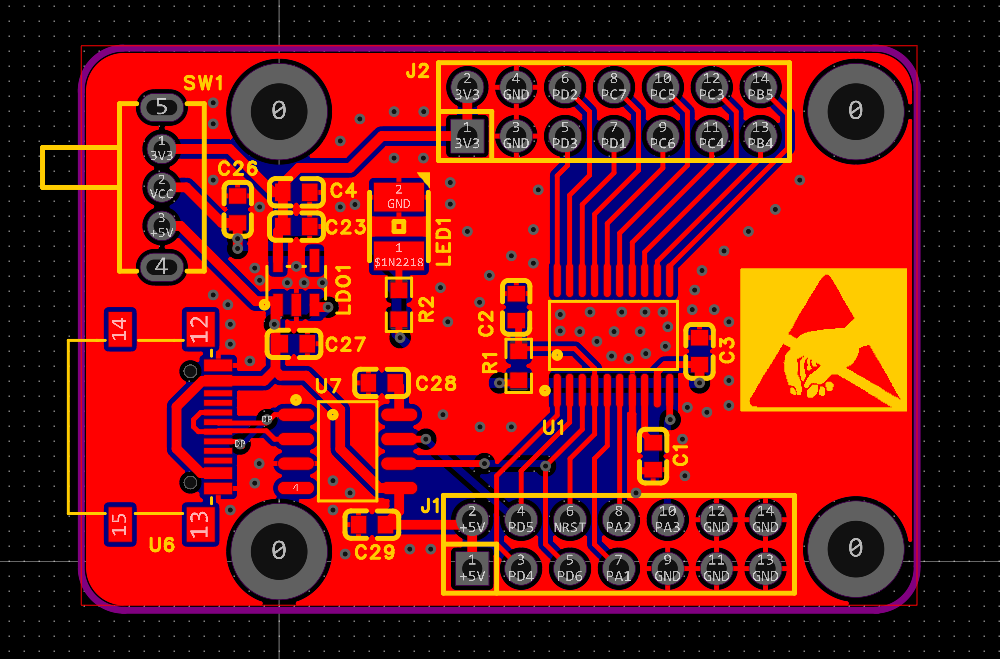 SW1
J2
5
0
0
2 4 6 8 10 12 14
3V3 GND PD2 PC7 PC5 PC3 PB5
1 3 5 7 9 11 13
3V3 GND PD3 PD1 PC6 PC4 PB4
1
3V3
2
VCC
3
+5V
4
C26
C4
C23
2
GND
1
$1N2218
LED1
LDO1
R2
C2
C3
R1
C27
14
12
U7
C28
U1
C1
DP
DP
4
J1
15
13
U6
C29
0
0
2 4 6 8 10 12 14
+5V PD5 NRST PA2 PA3 GND GND
1 3 5 7 9 11 13
+5V PD4 PD6 PA1 GND GND GND